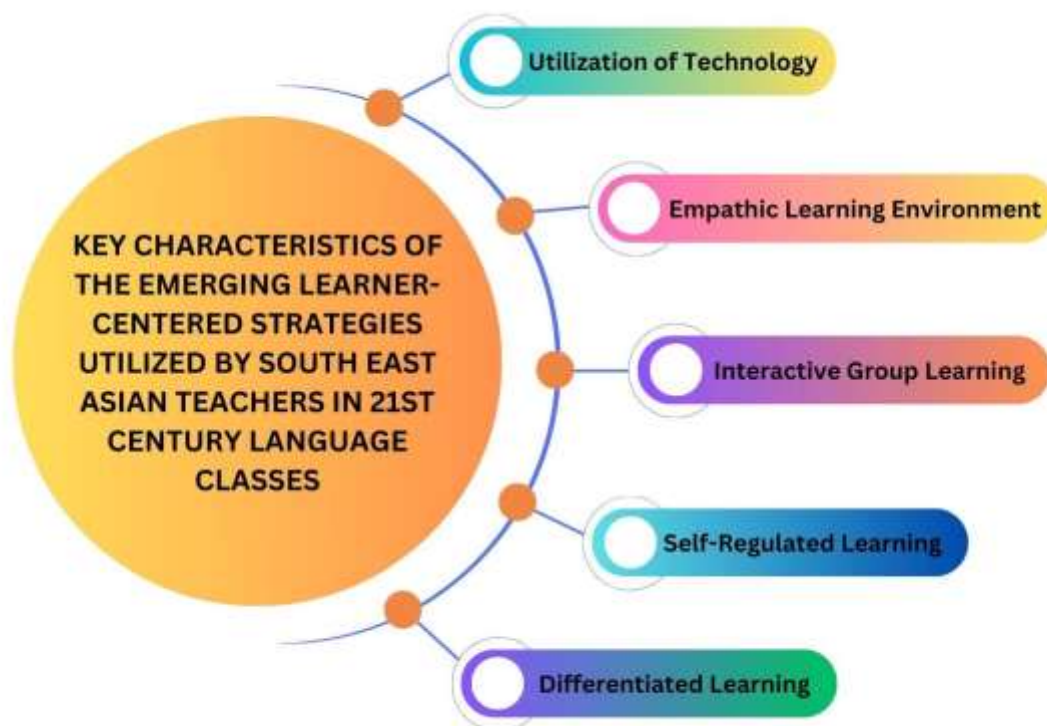 KEY CHARACTERISTICS OF
THE EMERGING LEARNER-
CENTERED STRATEGIES
UTILIZED BY SOUTH EAST
ASIAN TEACHERS IN 21ST
CENTURY LANGUAGE
CLASSES
Utilization of Technology
Empathic Learning Environment
Interactive Group Learning
Self-Regulated Learning
Differentiated Learning